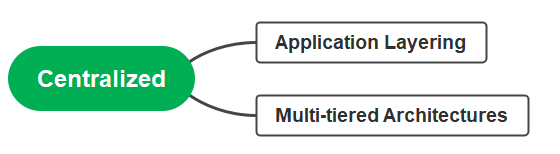 Centralized
Application Layering
Multi-tiered Architectures